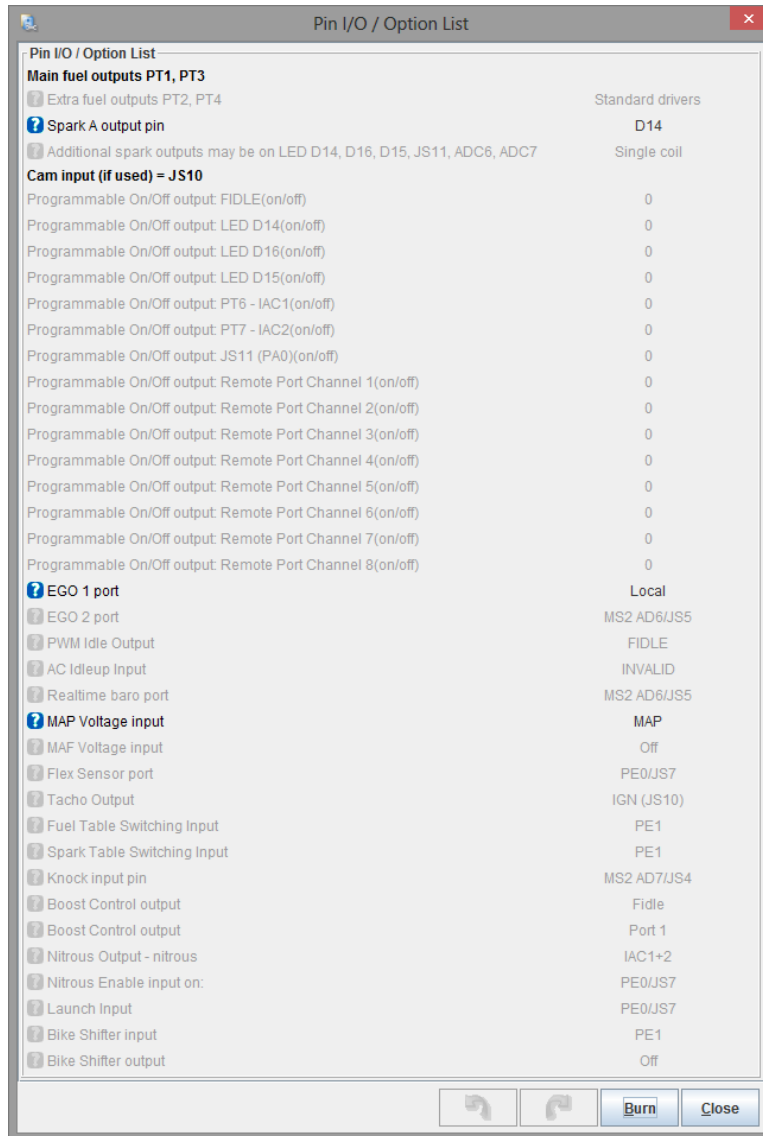 Pin I/O / Option List
Pin I/O / Option List
Main fuel outputs PT1, PT3
Extra fuel outputs PT2, PT4 Standard drivers
Spark A output pin D14
Additional spark outputs may be on LED D14, D16, D15, JS11, ADC6, ADC7 Single coil
Cam input (if used) = JS10
Programmable On/Off output: FIDLE(on/off) 0
Programmable On/Off output: LED D14(on/off) 0
Programmable On/Off output: LED D16(on/off) 0
Programmable On/Off output: LED D15(on/off) 0
Programmable On/Off output: PT6 - IAC1(on/off) 0
Programmable On/Off output: PT7 - IAC2(on/off) 0
Programmable On/Off output: JS11 (PA0)(on/off) 0
Programmable On/Off output: Remote Port Channel 1(on/off) 0
Programmable On/Off output: Remote Port Channel 2(on/off) 0
Programmable On/Off output: Remote Port Channel 3(on/off) 0
Programmable On/Off output: Remote Port Channel 4(on/off) 0
Programmable On/Off output: Remote Port Channel 5(on/off) 0
Programmable On/Off output: Remote Port Channel 6(on/off) 0
Programmable On/Off output: Remote Port Channel 7(on/off) 0
Programmable On/Off output: Remote Port Channel 8(on/off) 0
EGO 1 port Local
EGO 2 port MS2 AD6/JS5
PWM Idle Output FIDLE
AC Idleup Input INVALID
Realtime baro port MS2 AD6/JS5
MAP Voltage input MAP
MAF Voltage input Off
Flex Sensor port PE0/JS7
Tacho Output IGN (JS10)
Fuel Table Switching Input PE1
Spark Table Switching Input PE1
Knock input pin MS2 AD7/JS4
Boost Control output Fidle
Boost Control output Port 1
Nitrous Output - nitrous IAC1+2
Nitrous Enable input on: PE0/JS7
Launch Input PE0/JS7
Bike Shifter input PE1
Bike Shifter output Off
Burn Close